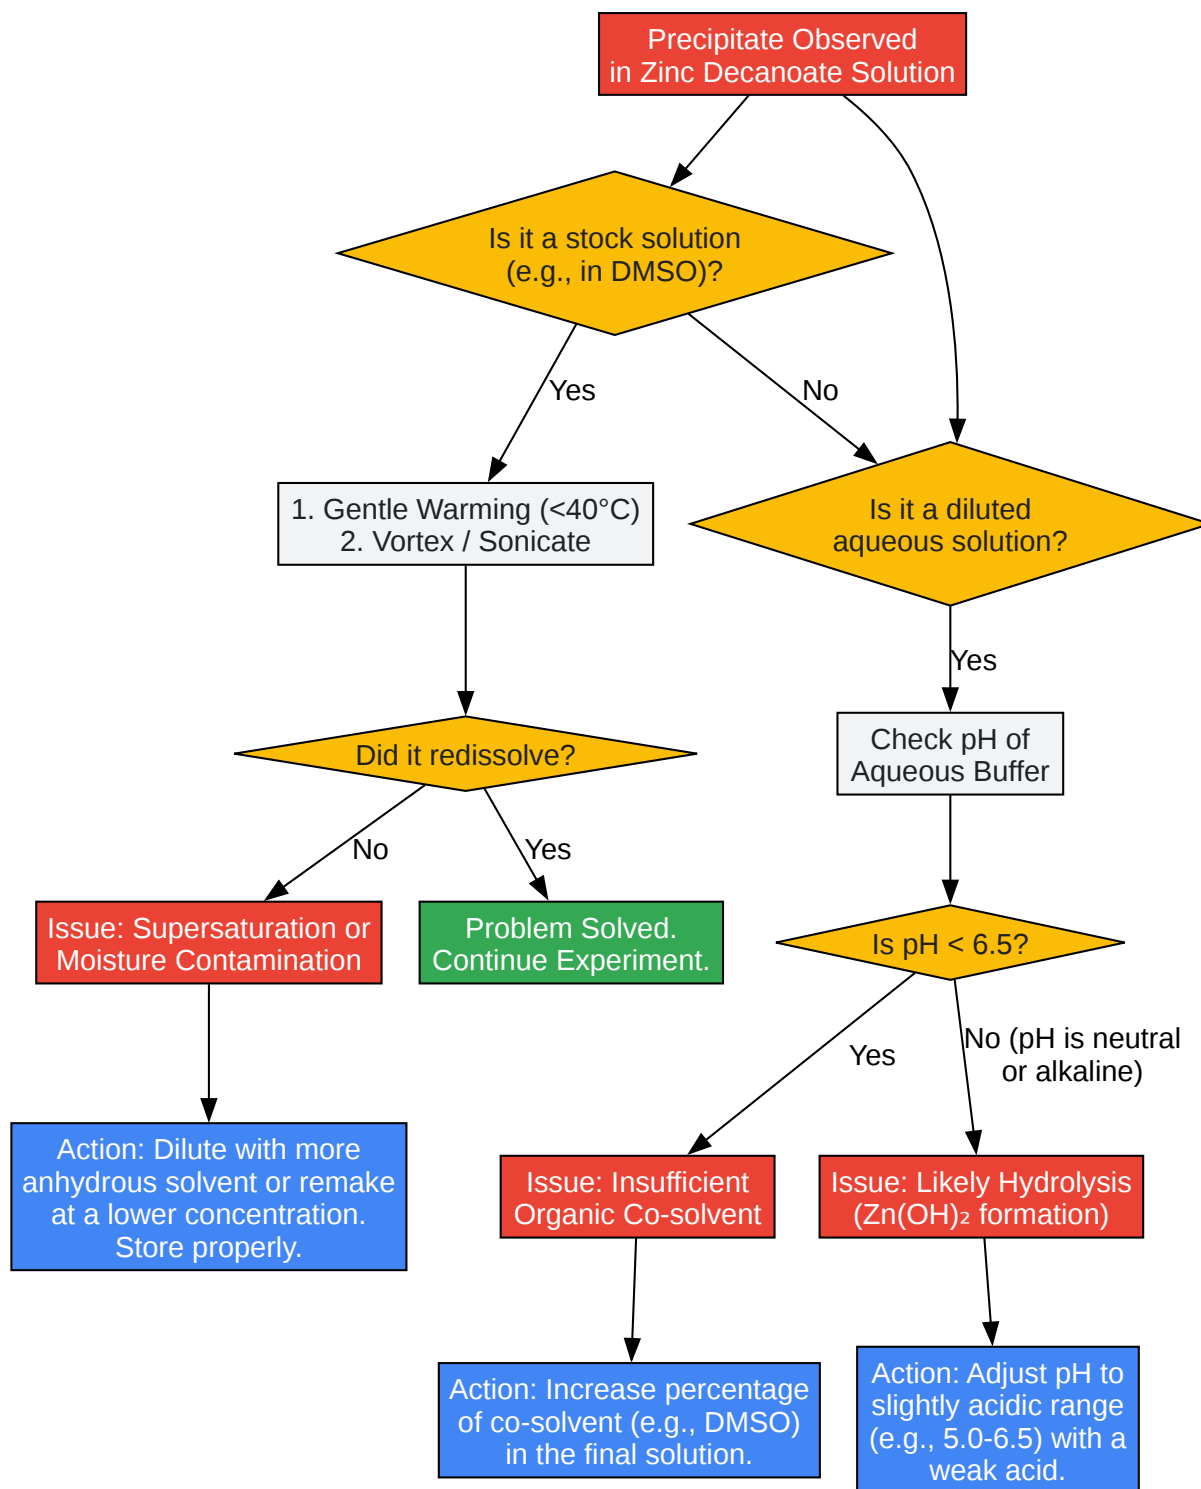 Precipitate Observed
in Zinc Decanoate Solution
Is it a stock solution
(e.g., in DMSO)?
Yes
No
1. Gentle Warming (<40°C)
2. Vortex / Sonicate
Is it a diluted
aqueous solution?
Yes
Did it redissolve?
Check pH of
Aqueous Buffer
No
Yes
Issue: Supersaturation or
Moisture Contamination
Problem Solved.
Continue Experiment.
Is pH < 6.5?
Yes
No (pH is neutral
or alkaline)
Action: Dilute with more
anhydrous solvent or remake
at a lower concentration.
Store properly.
Issue: Insufficient
Organic Co-solvent
Issue: Likely Hydrolysis
(Zn(OH)₂ formation)
Action: Increase percentage
of co-solvent (e.g., DMSO)
in the final solution.
Action: Adjust pH to
slightly acidic range
(e.g., 5.0-6.5) with a
weak acid.